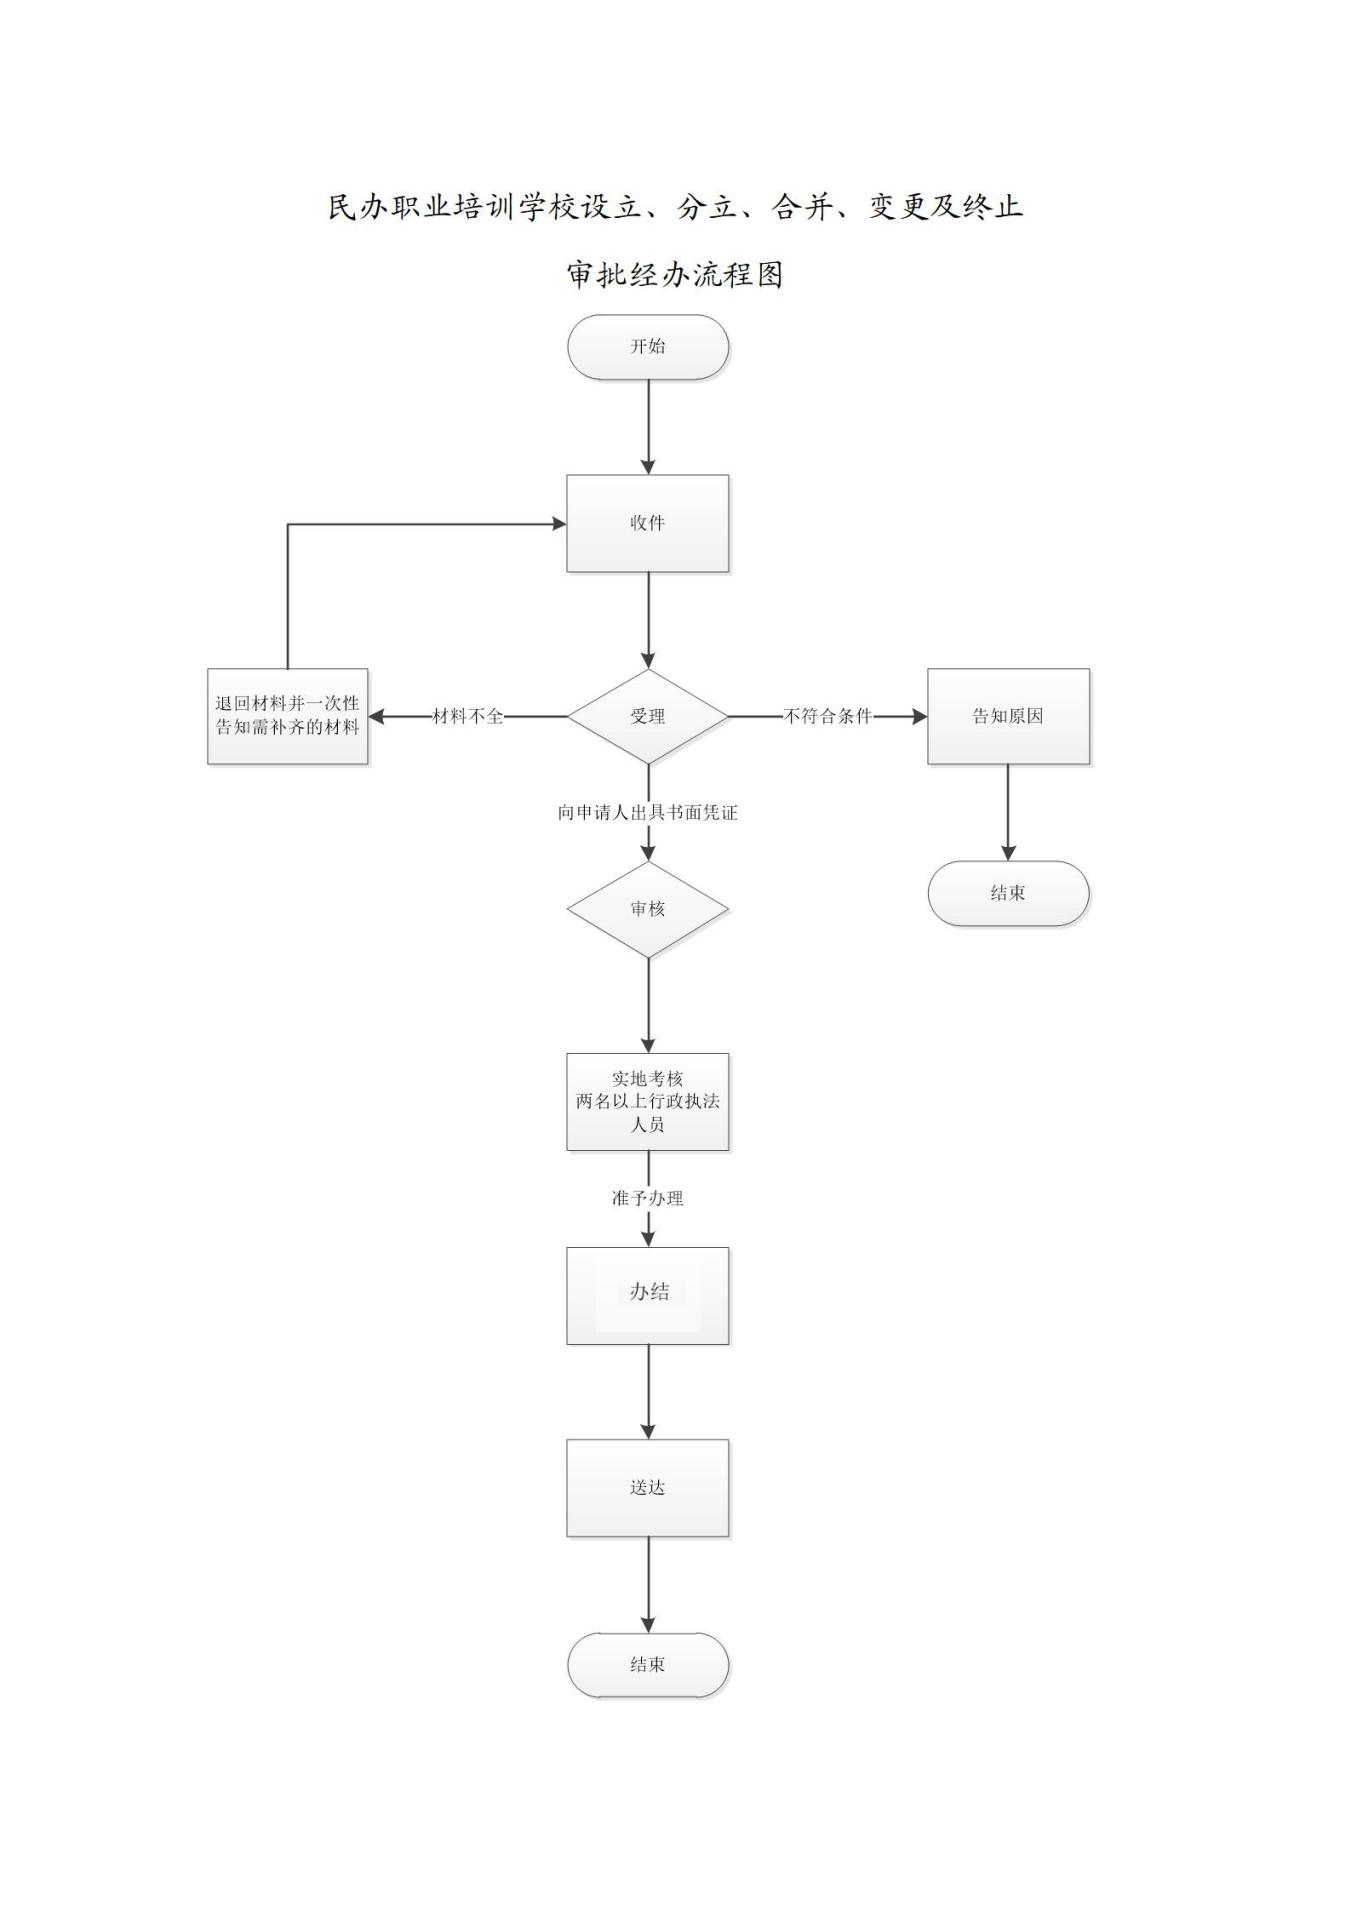 民办职业培训学校设立、分立、合并、变更及终止
审批经办流程图
开始
收件
退回材料并一次性
告知需补齐的材料
材料不全
受理
不符合条件
告知原因
向申请人出具书面凭证
审核
结束
实地考核
两名以上行政执法
人员
准予办理
办结
送达
结束